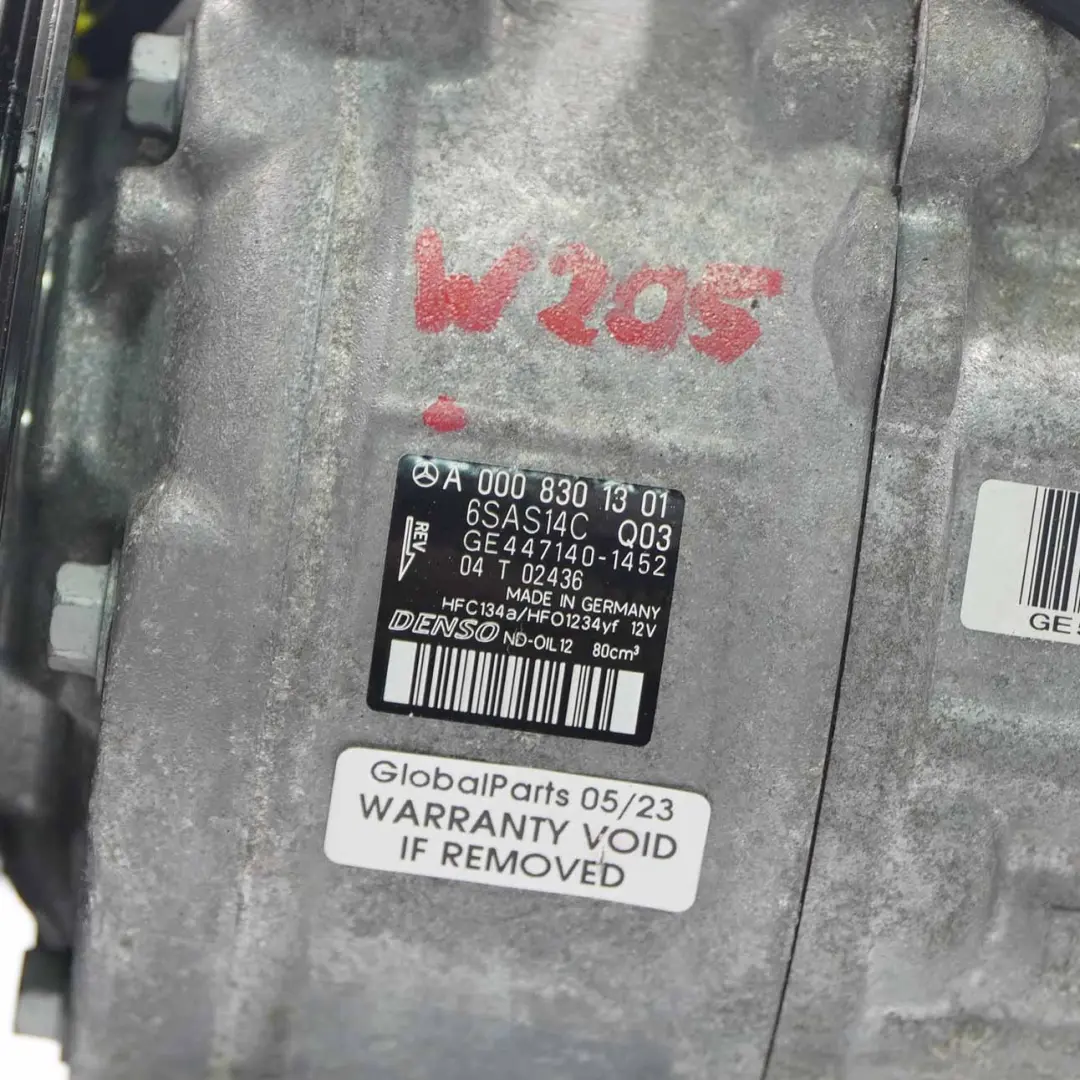 W205
A 000 830 13 01
6SAS14C Q03
REV.
GE447140-1452
04 T 02436
MADE IN GERMANY
HFC134a/HFO1234yf 12V
DENSO ND-OIL12 80cm³
GlobalParts 05/23
WARRANTY VOID
IF REMOVED
GE